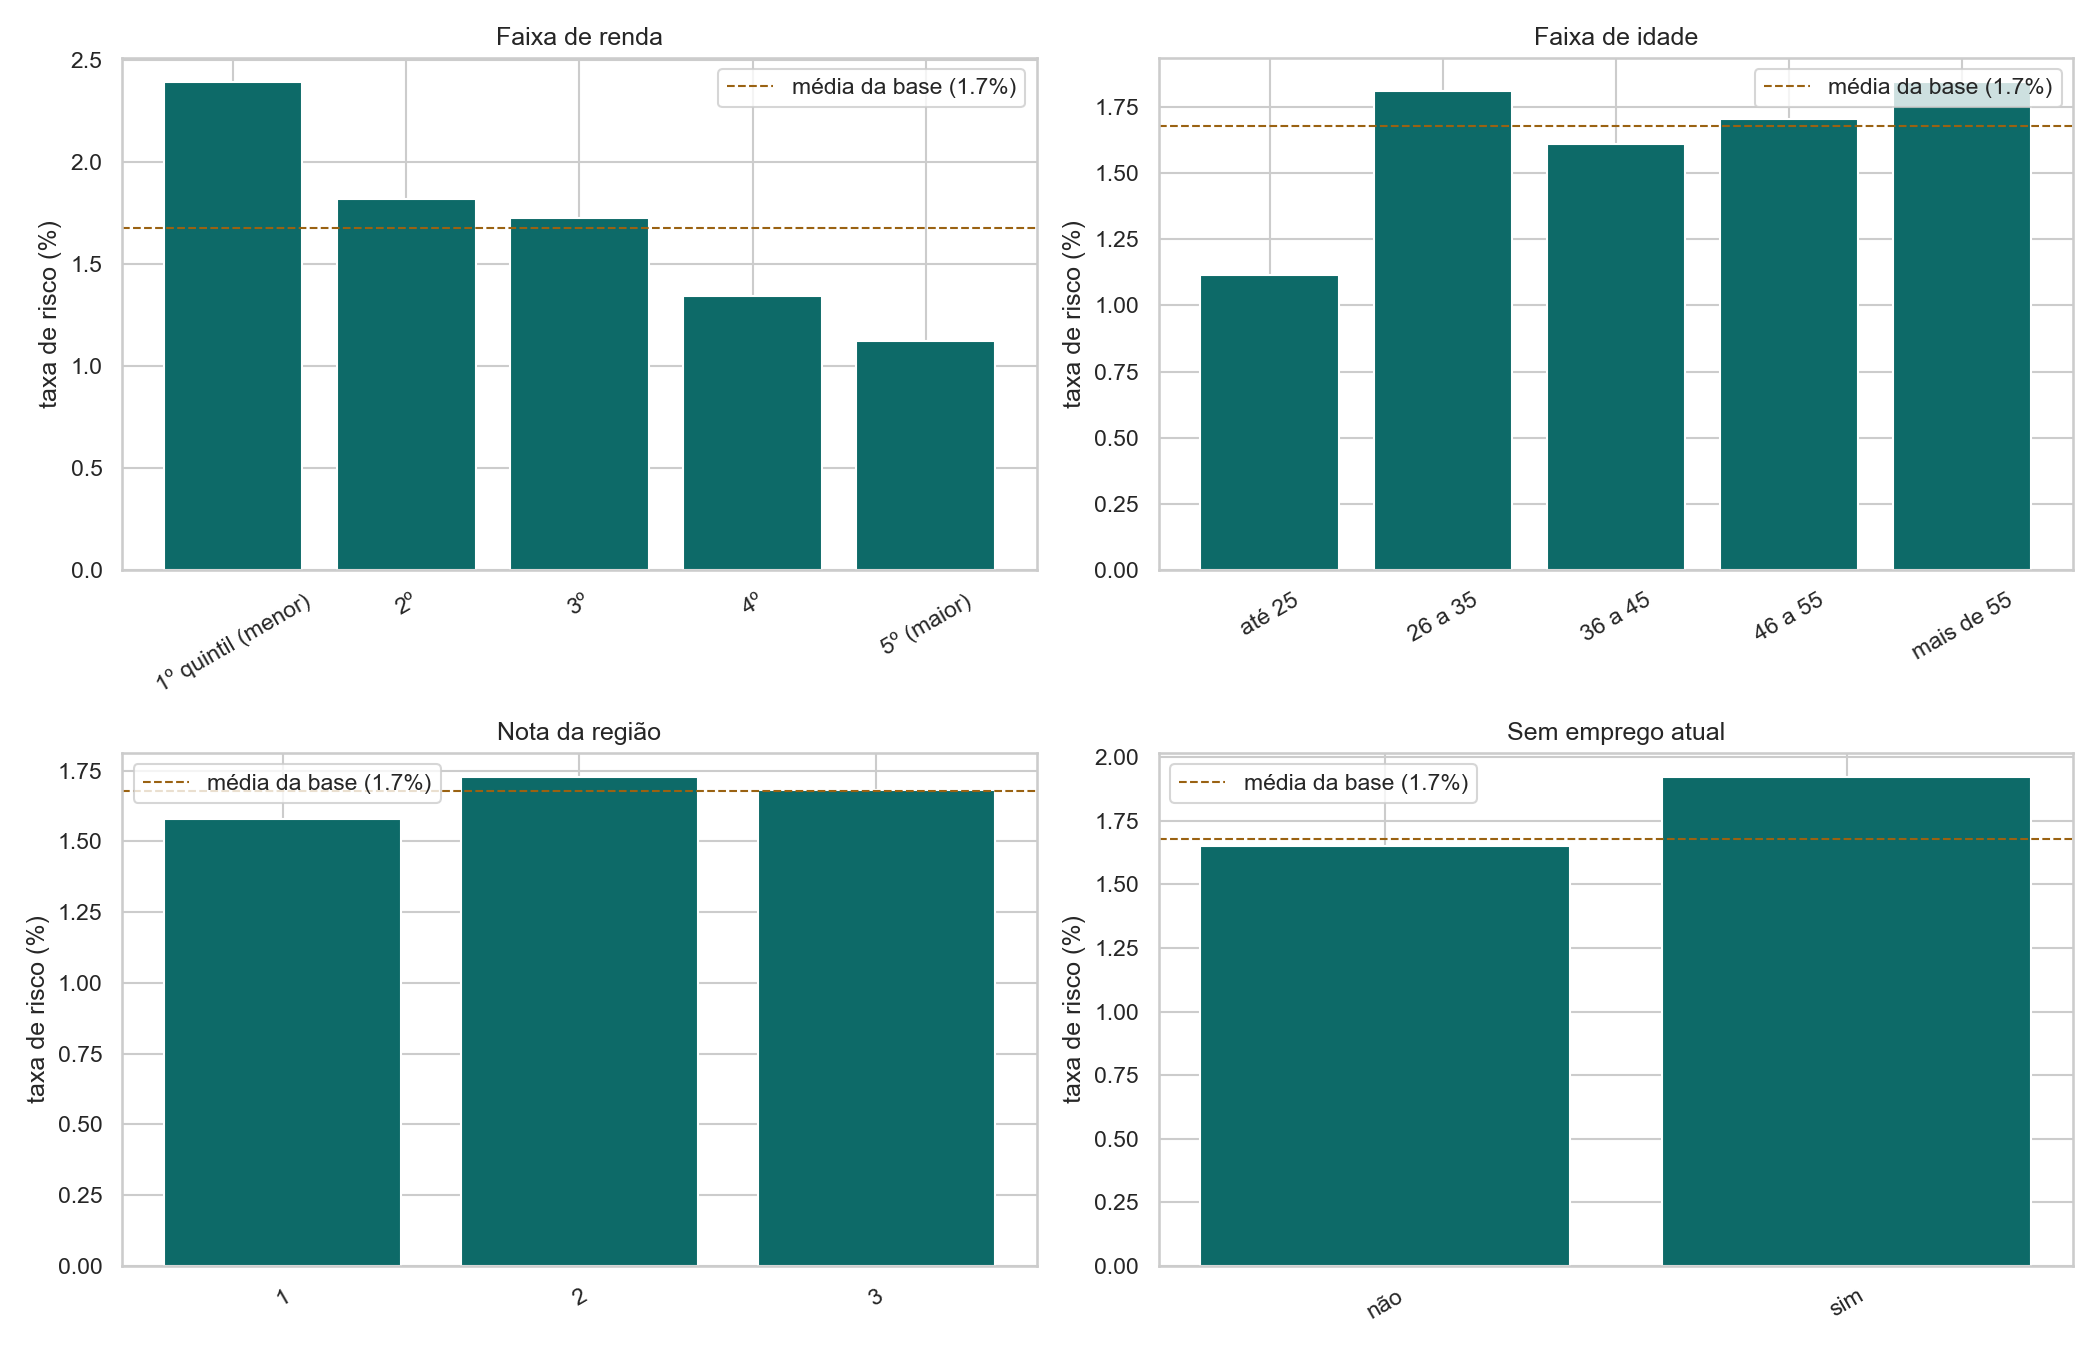 Faixa de renda
média da base (1.7%)
taxa de risco (%)
2.5
2.0
1.5
1.0
0.5
0.0
1º quintil (menor)
2º
3º
4º
5º (maior)
Faixa de idade
média da base (1.7%)
taxa de risco (%)
1.75
1.50
1.25
1.00
0.75
0.50
0.25
0.00
até 25
26 a 35
36 a 45
46 a 55
mais de 55
Nota da região
média da base (1.7%)
taxa de risco (%)
1.75
1.50
1.25
1.00
0.75
0.50
0.25
0.00
1
2
3
Sem emprego atual
média da base (1.7%)
taxa de risco (%)
2.00
1.75
1.50
1.25
1.00
0.75
0.50
0.25
0.00
não
sim